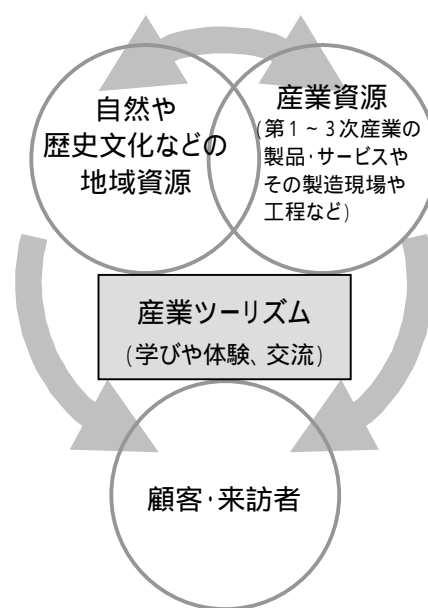 自然や
歴史文化などの
地域資源
産業資源
(第1~3次産業の
製品・サービスや
その製造現場や
工程など)
産業ツーリズム
(学びや体験、交流)
顧客・来訪者